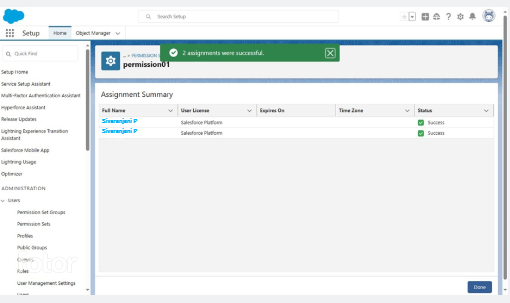 Search Setup
Setup
Home
Object Manager
Quick Find
Setup Home
Service Setup Assistant
Multi-Factor Authentication Assistant
Hyperforce Assistant
Release Updates
Lightning Experience Transition
Assistant
Salesforce Mobile App
Lightning Usage
Optimizer
ADMINISTRATION
Users
Permission Set Groups
Permission Sets
Profiles
Public Groups
Roles
User Management Settings
Users
... > PERMISSION
permission01
2 assignments were successful.
Assignment Summary
Full Name User License Expires On Time Zone Status
Sivaranjani P Salesforce Platform Success
Sivaranjani P Salesforce Platform Success
Done